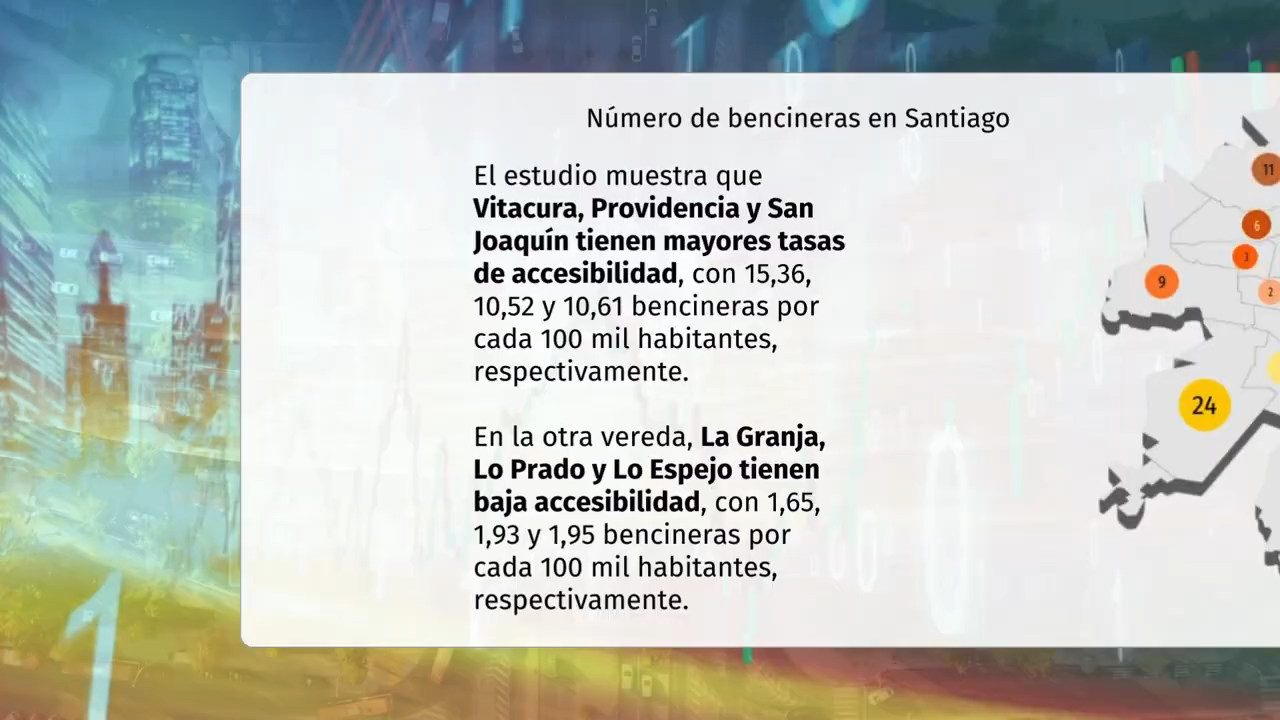 Número de bencineras en Santiago
El estudio muestra que
Vitacura, Providencia y San
Joaquín tienen mayores tasas
de accesibilidad, con 15,36,
10,52 y 10,61 bencineras por
cada 100 mil habitantes,
respectivamente.
En la otra vereda, La Granja,
Lo Prado y Lo Espejo tienen
baja accesibilidad, con 1,65,
1,93 y 1,95 bencineras por
cada 100 mil habitantes,
respectivamente.
11
6
3
9
2
24